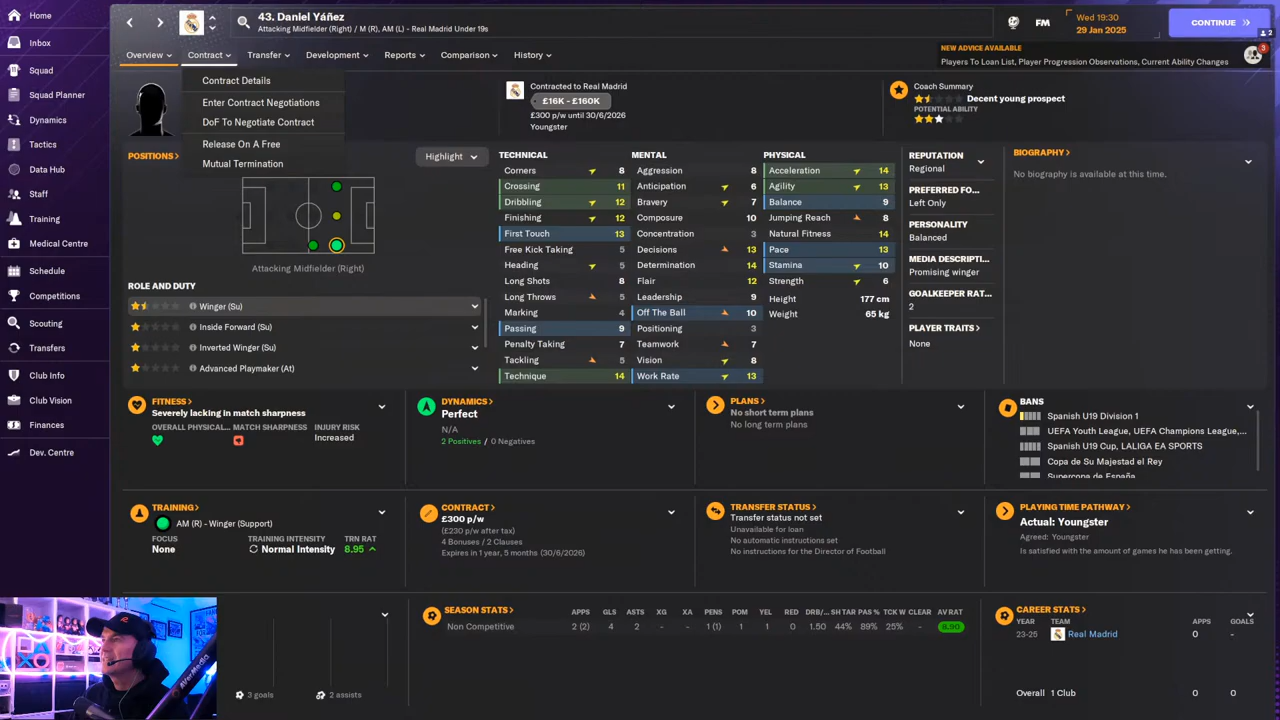 Home
43. Daniel Yáñez
Attacking Midfielder (Right) / M (R), AM (L) - Real Madrid Under 19s
FM
Wed 19:30
29 Jan 2025
CONTINUE
2
Inbox
Squad
Squad Planner
Dynamics
Tactics
Data Hub
Staff
Training
Medical Centre
Schedule
Competitions
Scouting
Transfers
Club Info
Club Vision
Finances
Dev. Centre
Overview
Contract
Transfer
Development
Reports
Comparison
History
NEW ADVICE AVAILABLE
Players To Loan List, Player Progression Observations, Current Ability Changes
3
Contract Details
Enter Contract Negotiations
DoF To Negotiate Contract
Release On A Free
Mutual Termination
Contracted to Real Madrid
£16K - £160K
£300 p/w until 30/6/2026
Youngster
Coach Summary
Decent young prospect
POTENTIAL ABILITY
POSITIONS
Highlight
Attacking Midfielder (Right)
ROLE AND DUTY
Winger (Su)
Inside Forward (Su)
Inverted Winger (Su)
Advanced Playmaker (At)
TECHNICAL
Corners 8
Crossing 11
Dribbling 12
Finishing 12
First Touch 13
Free Kick Taking 5
Heading 5
Long Shots 8
Long Throws 5
Marking 4
Passing 9
Penalty Taking 7
Tackling 5
Technique 14
MENTAL
Aggression 8
Anticipation 6
Bravery 7
Composure 10
Concentration 3
Decisions 13
Determination 14
Flair 12
Leadership 9
Off The Ball 10
Positioning 3
Teamwork 7
Vision 8
Work Rate 13
PHYSICAL
Acceleration 14
Agility 13
Balance 9
Jumping Reach 8
Natural Fitness 14
Pace 13
Stamina 10
Strength 6
Height 177 cm
Weight 65 kg
REPUTATION
Regional
PREFERRED FO...
Left Only
PERSONALITY
Balanced
MEDIA DESCRIPTI...
Promising winger
GOALKEEPER RAT...
2
PLAYER TRAITS
None
BIOGRAPHY
No biography is available at this time.
FITNESS
Severely lacking in match sharpness
OVERALL PHYSICAL...
MATCH SHARPNESS
INJURY RISK
Increased
DYNAMICS
Perfect
N/A
2 Positives / 0 Negatives
PLANS
No short term plans
No long term plans
BANS
Spanish U19 Division 1
UEFA Youth League, UEFA Champions League,...
Spanish U19 Cup, LALIGA EA SPORTS
Copa de Su Majestad el Rey
Supercopa de España
TRAINING
AM (R) - Winger (Support)
FOCUS
None
TRAINING INTENSITY
Normal Intensity
TRN RAT
8.95
CONTRACT
£300 p/w
(£230 p/w after tax)
4 Bonuses / 2 Clauses
Expires in 1 year, 5 months (30/6/2026)
TRANSFER STATUS
Transfer status not set
Unavailable for loan
No automatic instructions set
No instructions for the Director of Football
PLAYING TIME PATHWAY
Actual: Youngster
Agreed: Youngster
Is satisfied with the amount of games he has been getting.
3 goals
2 assists
SEASON STATS
APPS GLS ASTS XG XA PENS POM YEL RED DRB/... SH TAR PAS % TCK W CLEAR AV RAT
Non Competitive 2 (2) 4 2 - - 1 (1) 1 1 0 1.50 44% 89% 25% - 8.90
CAREER STATS
YEAR TEAM APPS GOALS
23-25 Real Madrid 0 -
Overall 1 Club 0 0
AVerMedia